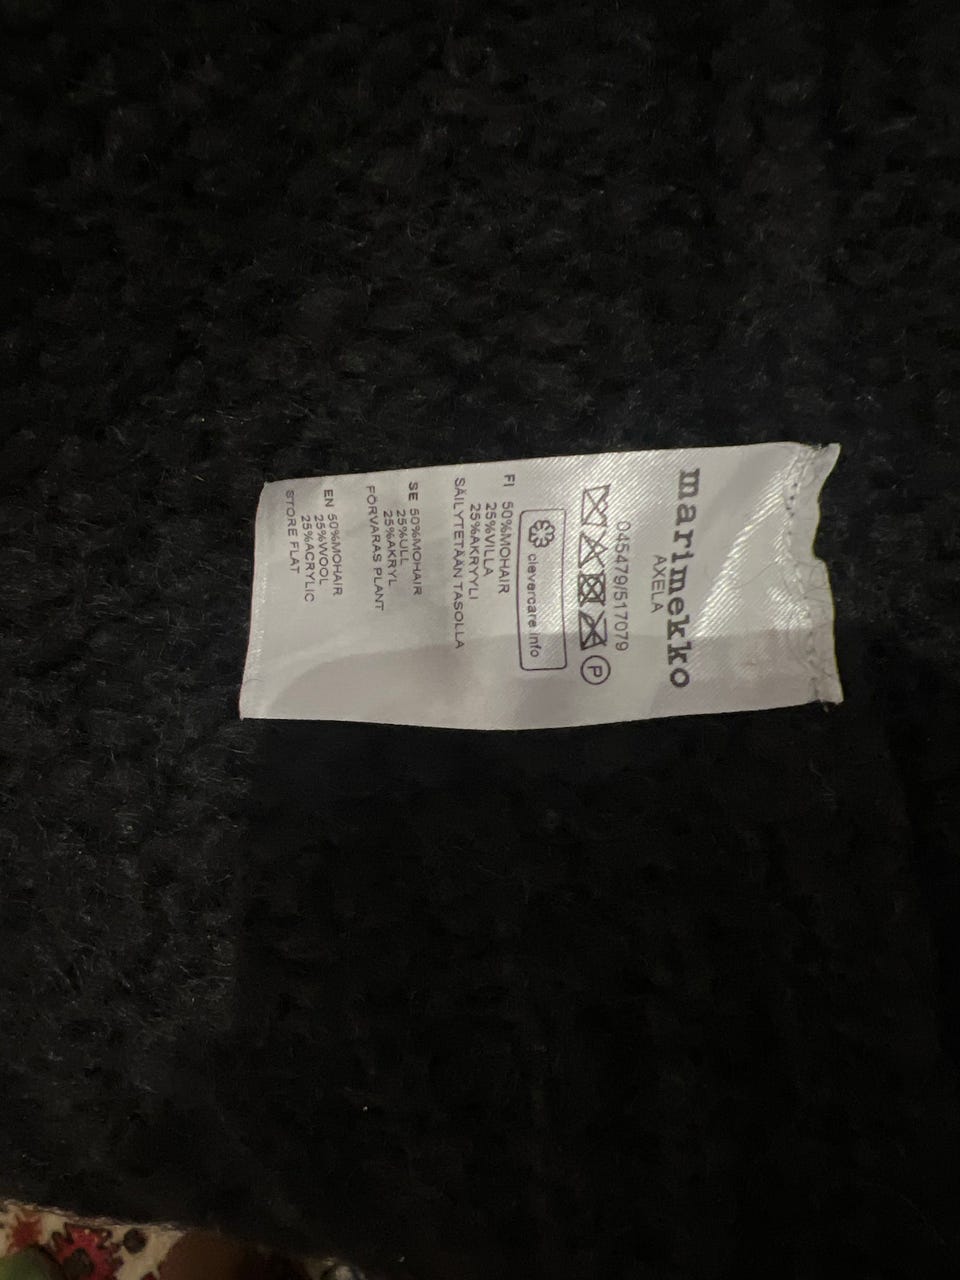 marimekko
AXELA
045479/517079
P
clevercare.info
FI 50%MOHAIR
25%VILLA
25%AKRYYLI
SÄILYTETÄÄN TASOLLA
SE 50%MOHAIR
25%ULL
25%AKRYL
FÖRVARAS PLANT
EN 50%MOHAIR
25%WOOL
25%ACRYLIC
STORE FLAT